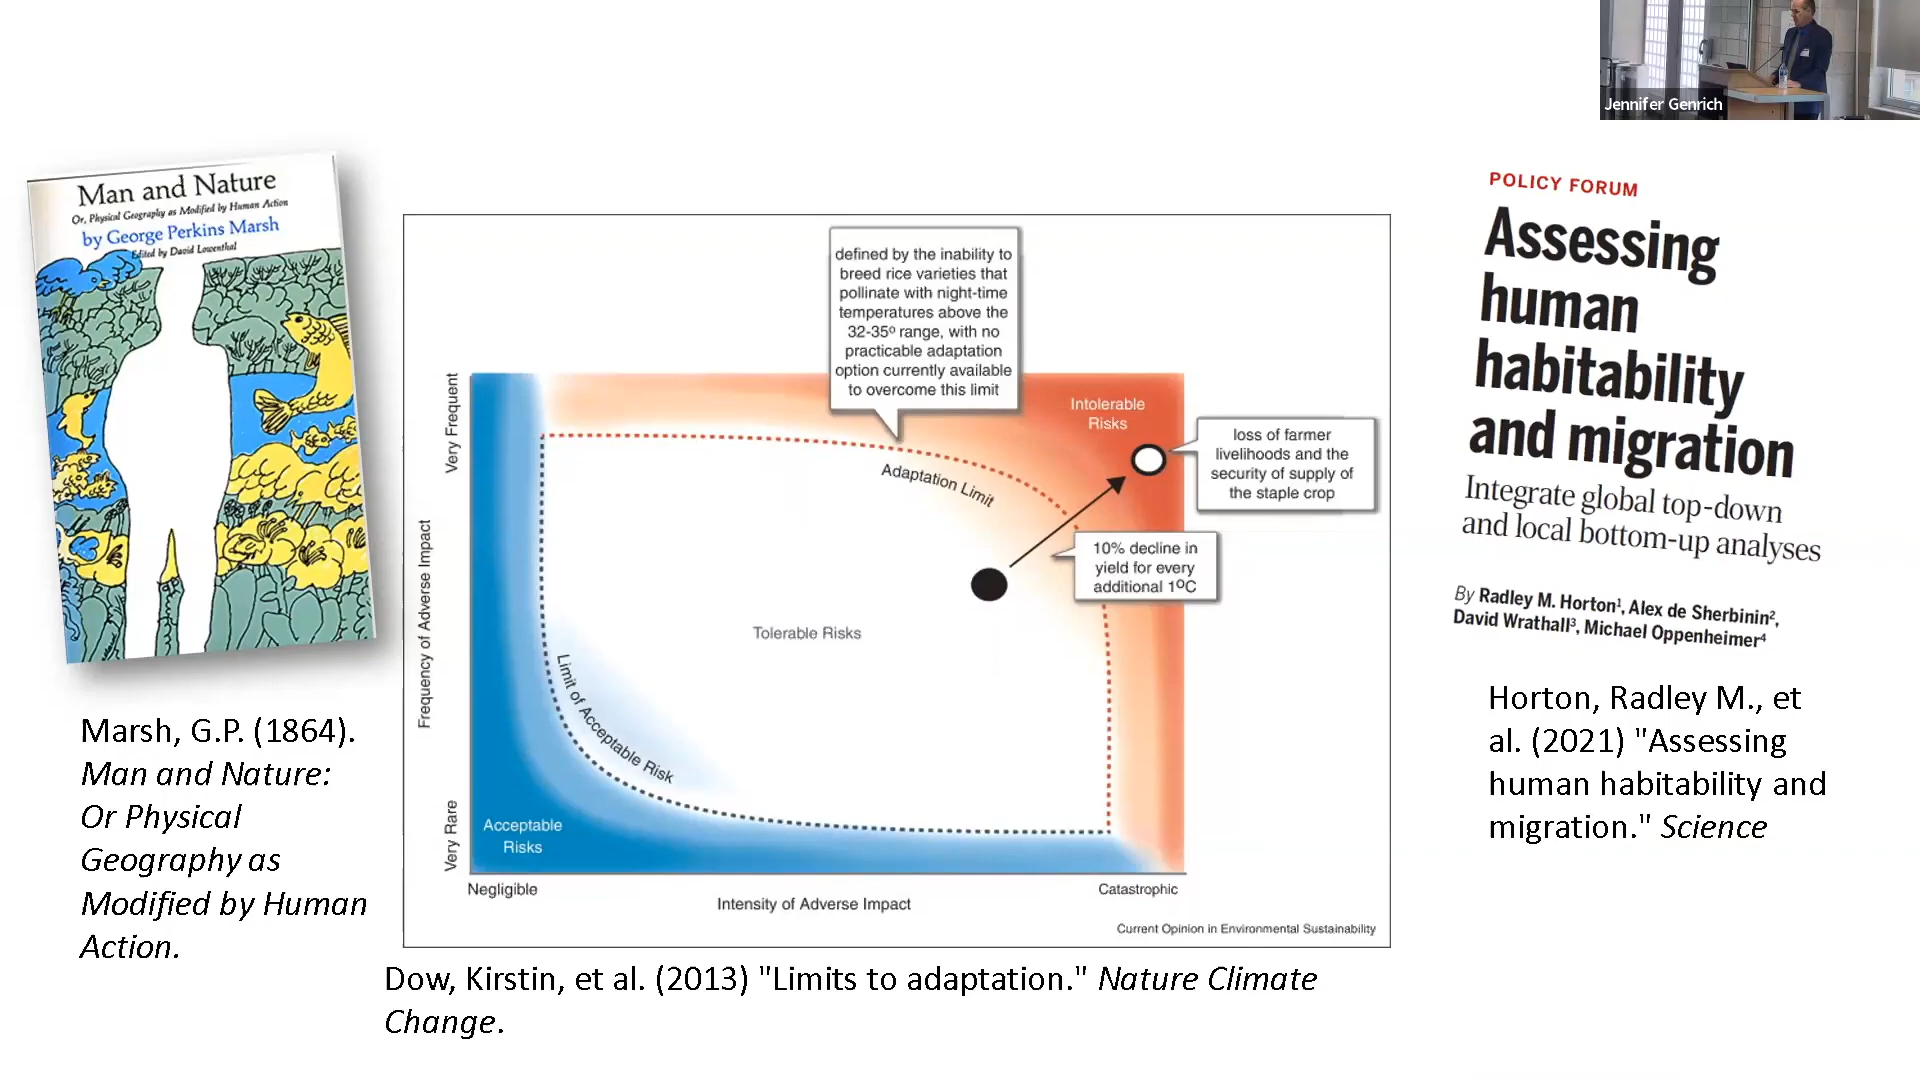 Jennifer Genrich
Man and Nature
Or, Physical Geography as Modified by Human Action
by George Perkins Marsh
Edited by David Lowenthal
Marsh, G.P. (1864).
Man and Nature:
Or Physical
Geography as
Modified by Human
Action.
defined by the inability to
breed rice varieties that
pollinate with night-time
temperatures above the
32-35º range, with no
practicable adaptation
option currently available
to overcome this limit
Very Frequent
Frequency of Adverse Impact
Very Rare
Intolerable
Risks
Adaptation Limit
loss of farmer
livelihoods and the
security of supply of
the staple crop
10% decline in
yield for every
additional 1ºC
Tolerable Risks
Limit of Acceptable Risk
Acceptable
Risks
Negligible
Catastrophic
Intensity of Adverse Impact
Current Opinion in Environmental Sustainability
Dow, Kirstin, et al. (2013) "Limits to adaptation." Nature Climate
Change.
POLICY FORUM
Assessing
human
habitability
and migration
Integrate global top-down
and local bottom-up analyses
By Radley M. Horton¹, Alex de Sherbinin²,
David Wrathall³, Michael Oppenheimer⁴
Horton, Radley M., et
al. (2021) "Assessing
human habitability and
migration." Science